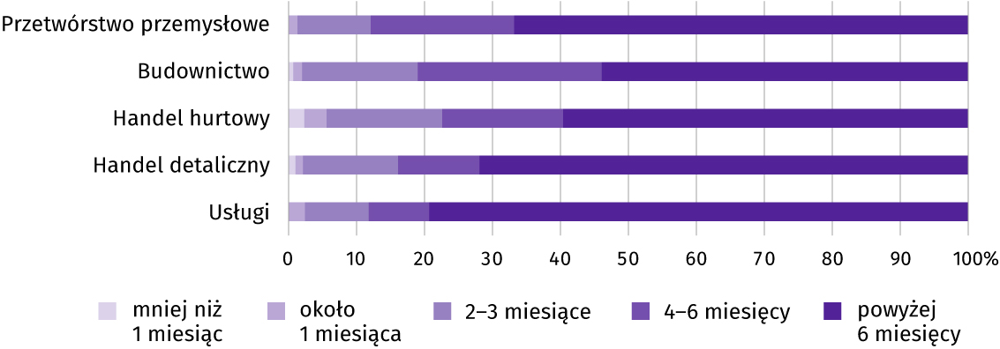 Przetwórstwo przemysłowe
Budownictwo
Handel hurtowy
Handel detaliczny
Usługi
0 10 20 30 40 50 60 70 80 90 100%
mniej niż
1 miesiąc
około
1 miesiąca
2–3 miesiące
4–6 miesięcy
powyżej
6 miesięcy